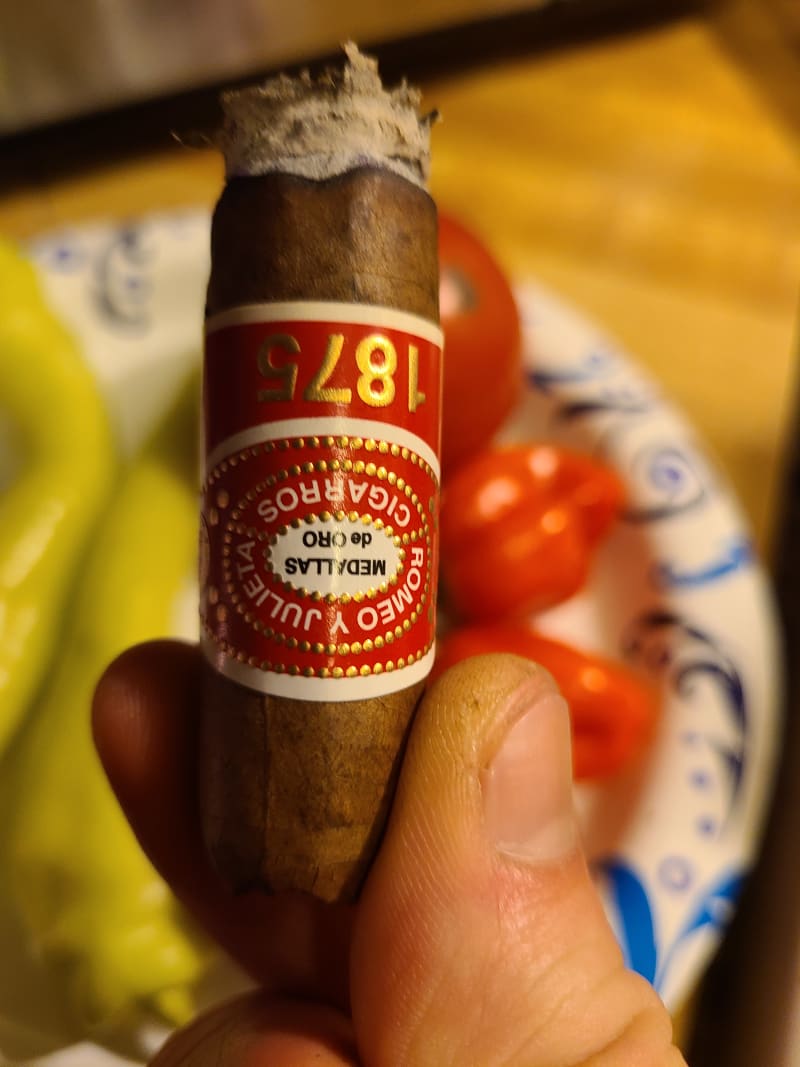 ROMEO Y JULIETA
MEDALLAS
de ORO
CIGARROS
1875